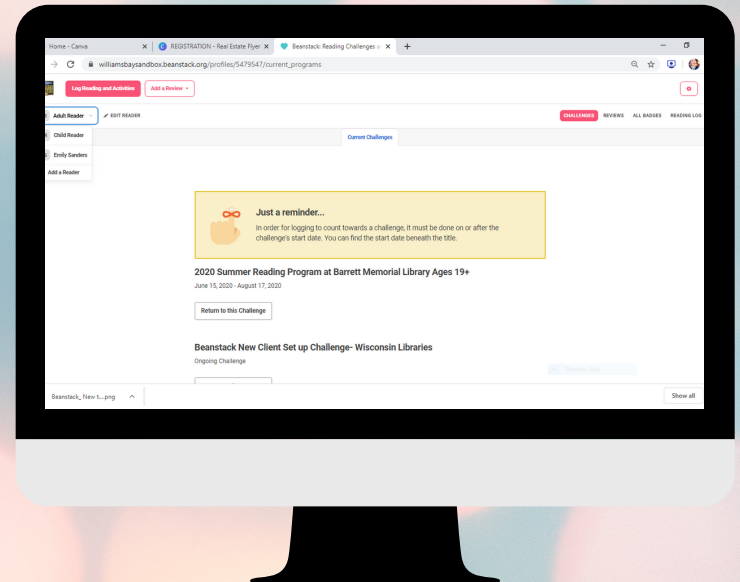 Home - Canva
REGISTRATION - Real Estate Flyer
Beanstack: Reading Challenges
williamsbaysandbox.beanstack.org/profiles/5479547/current_programs
Log Reading and Activities
Add a Review
Adult Reader
EDIT READER
CHALLENGES REVIEWS ALL BADGES READING LOG
Child Reader
Emily Sanders
Add a Reader
Current Challenges
Just a reminder...
In order for logging to count towards a challenge, it must be done on or after the
challenge's start date. You can find the start date beneath the title.
2020 Summer Reading Program at Barrett Memorial Library Ages 19+
June 15, 2020 - August 17, 2020
Return to this Challenge
Beanstack New Client Set up Challenge- Wisconsin Libraries
Ongoing Challenge
Beanstack_ New t....png
Show all